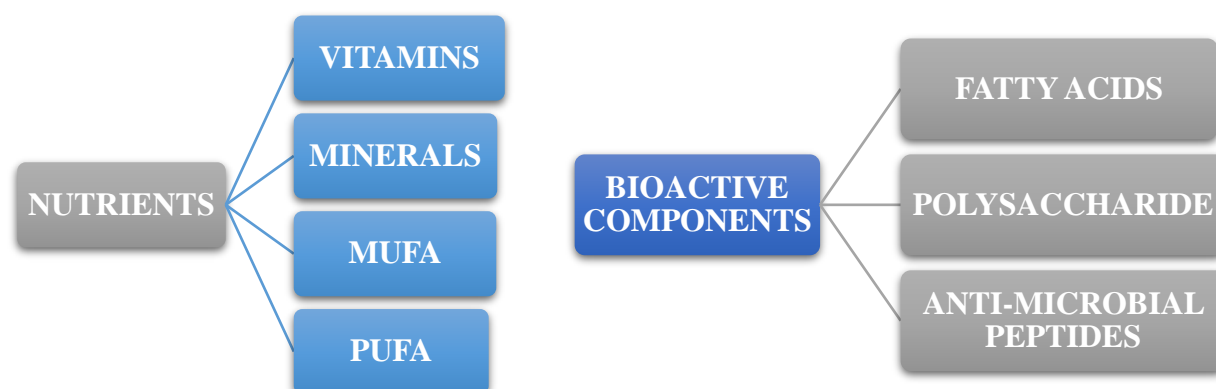 NUTRIENTS
VITAMINS
MINERALS
MUFA
PUFA
BIOACTIVE
COMPONENTS
FATTY ACIDS
POLYSACCHARIDE
ANTI-MICROBIAL
PEPTIDES